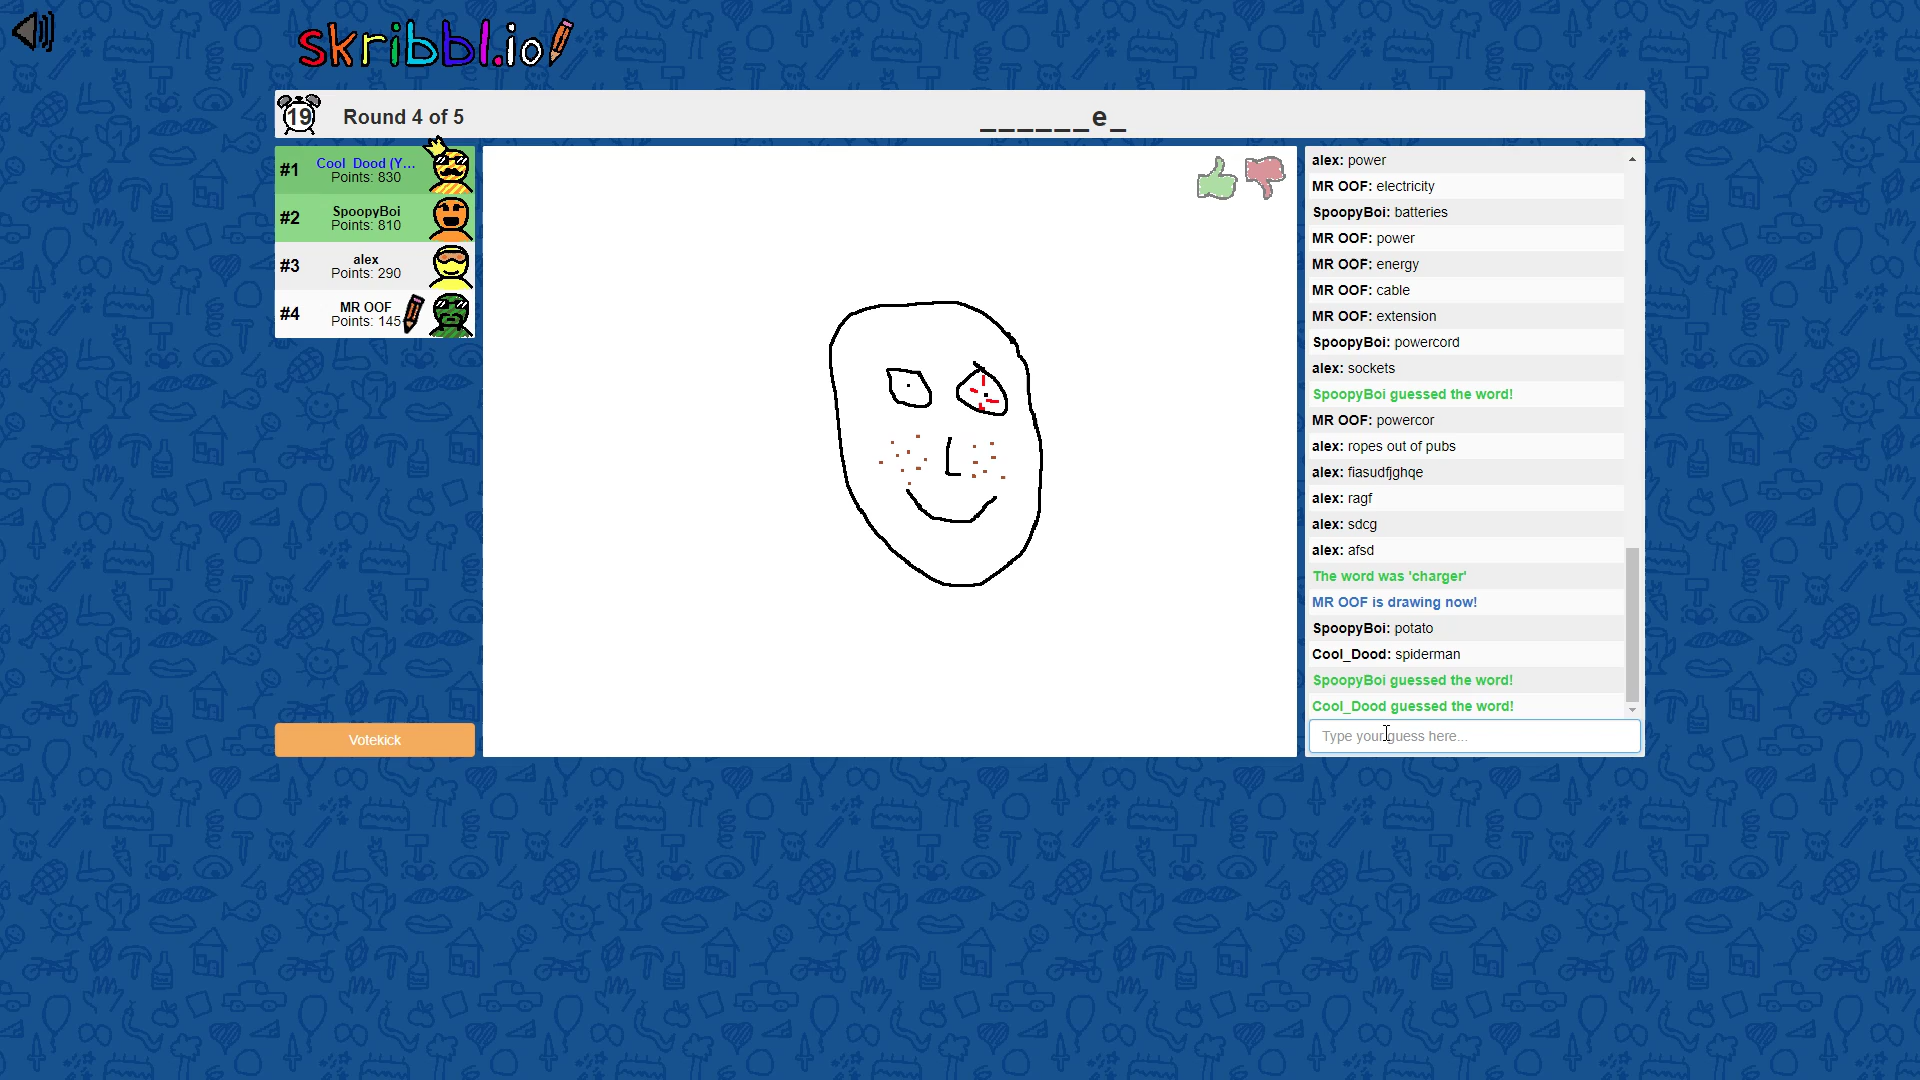 skribbl.io
19
Round 4 of 5
______e_
#1
Cool_Dood (Y...
Points: 830
#2
SpoopyBoi
Points: 810
#3
alex
Points: 290
#4
MR OOF
Points: 145
Votekick
alex: power
MR OOF: electricity
SpoopyBoi: batteries
MR OOF: power
MR OOF: energy
MR OOF: cable
MR OOF: extension
SpoopyBoi: powercord
alex: sockets
SpoopyBoi guessed the word!
MR OOF: powercor
alex: ropes out of pubs
alex: fiasudfjghqe
alex: ragf
alex: sdcg
alex: afsd
The word was 'charger'
MR OOF is drawing now!
SpoopyBoi: potato
Cool_Dood: spiderman
SpoopyBoi guessed the word!
Cool_Dood guessed the word!
Type your guess here...